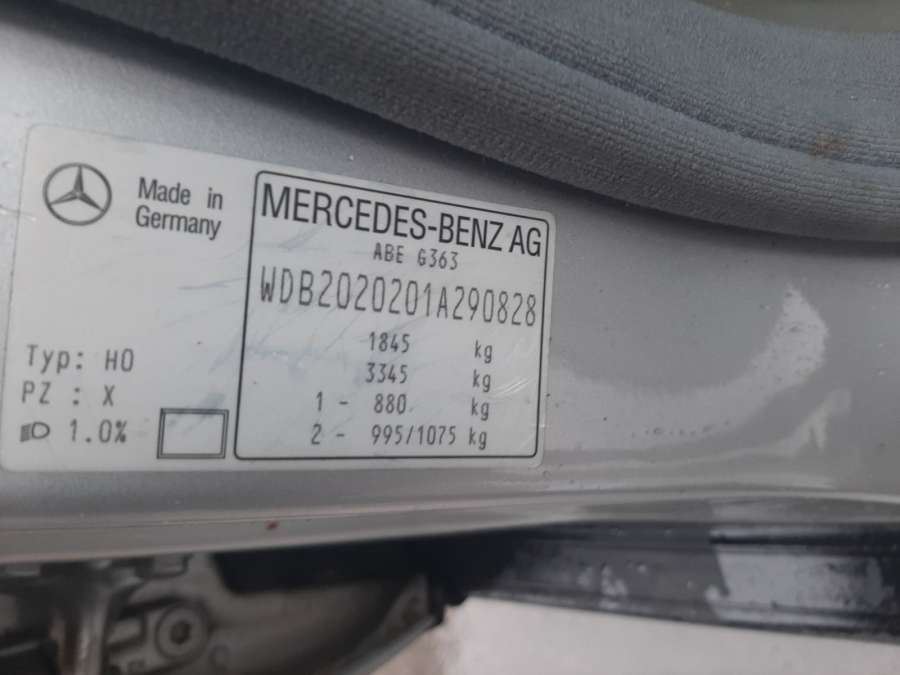 Made in
Germany
Typ: HO
PZ : X
1.0%
MERCEDES-BENZ AG
ABE G363
WDB2020201A290828
1845 kg
3345 kg
1 - 880 kg
2 - 995/1075 kg